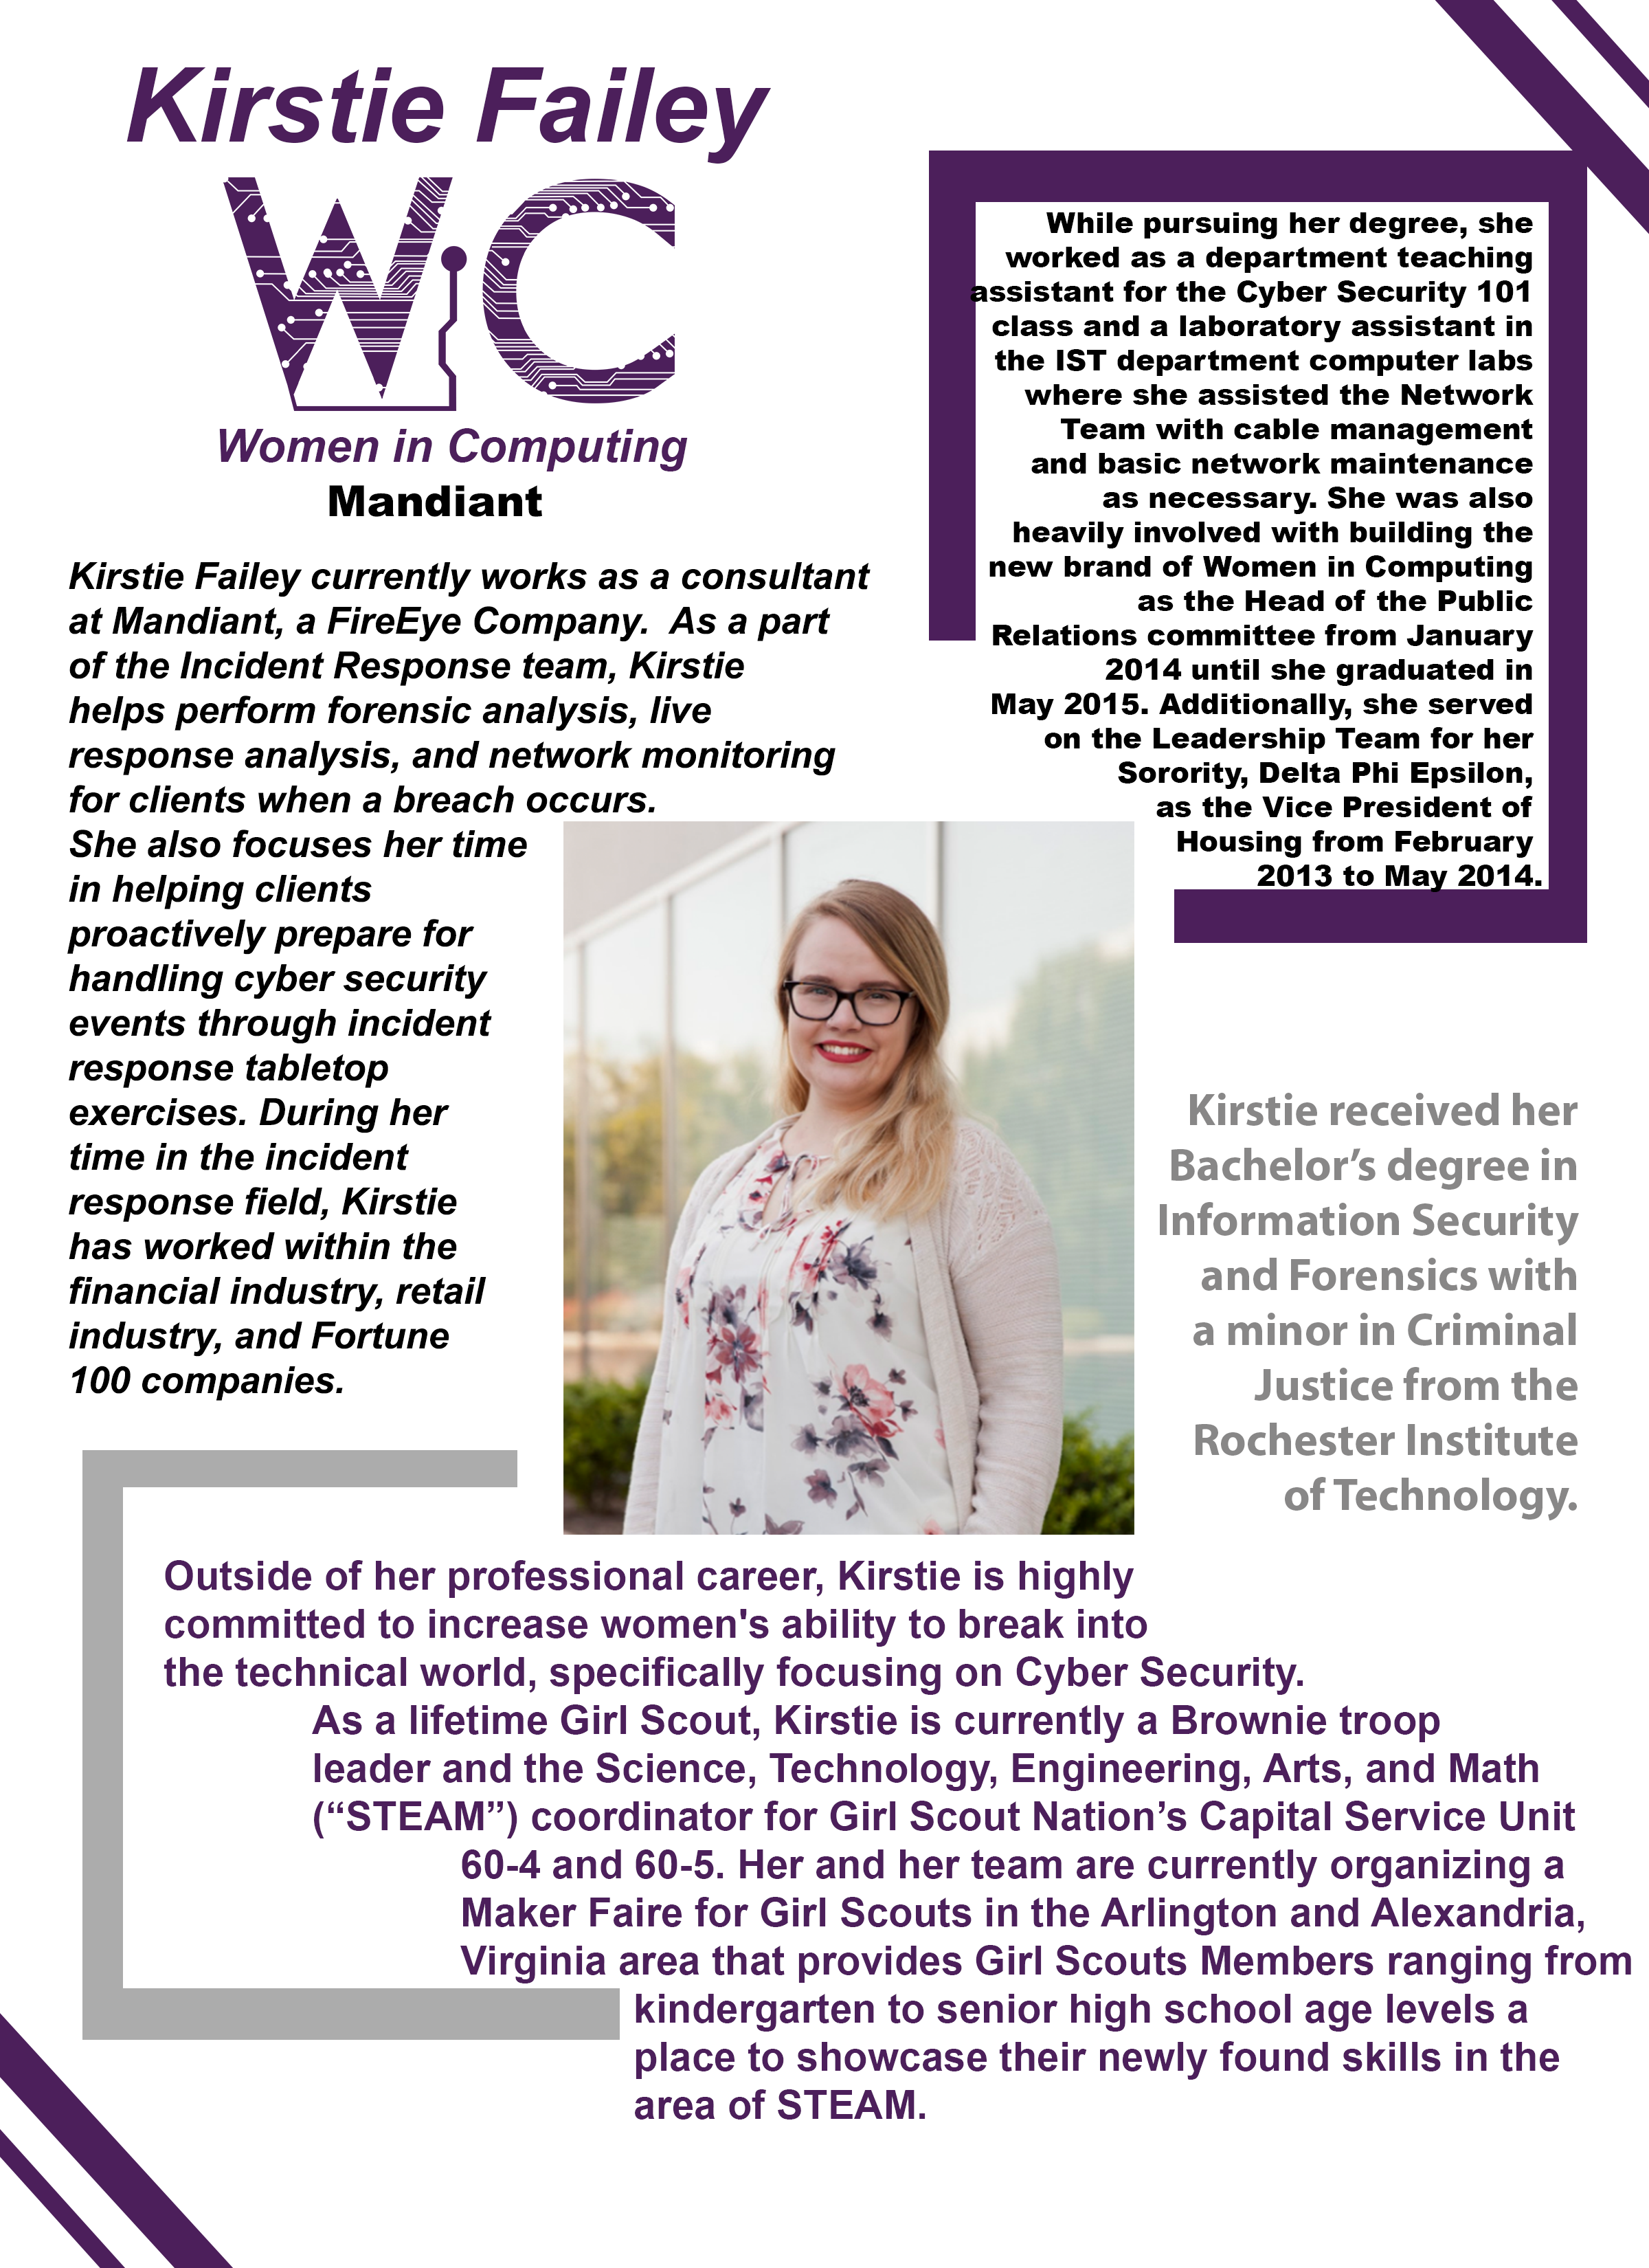 Kirstie Failey
WiC
Women in Computing
Mandiant
Kirstie Failey currently works as a consultant
at Mandiant, a FireEye Company.  As a part
of the Incident Response team, Kirstie
helps perform forensic analysis, live
response analysis, and network monitoring
for clients when a breach occurs.
She also focuses her time
in helping clients
proactively prepare for
handling cyber security
events through incident
response tabletop
exercises. During her
time in the incident
response field, Kirstie
has worked within the
financial industry, retail
industry, and Fortune
100 companies.
While pursuing her degree, she
worked as a department teaching
assistant for the Cyber Security 101
class and a laboratory assistant in
the IST department computer labs
where she assisted the Network
Team with cable management
and basic network maintenance
as necessary. She was also
heavily involved with building the
new brand of Women in Computing
as the Head of the Public
Relations committee from January
2014 until she graduated in
May 2015. Additionally, she served
on the Leadership Team for her
Sorority, Delta Phi Epsilon,
as the Vice President of
Housing from February
2013 to May 2014.
Kirstie received her
Bachelor’s degree in
Information Security
and Forensics with
a minor in Criminal
Justice from the
Rochester Institute
of Technology.
Outside of her professional career, Kirstie is highly
committed to increase women's ability to break into
the technical world, specifically focusing on Cyber Security.
As a lifetime Girl Scout, Kirstie is currently a Brownie troop
leader and the Science, Technology, Engineering, Arts, and Math
(“STEAM”) coordinator for Girl Scout Nation’s Capital Service Unit
60-4 and 60-5. Her and her team are currently organizing a
Maker Faire for Girl Scouts in the Arlington and Alexandria,
Virginia area that provides Girl Scouts Members ranging from
kindergarten to senior high school age levels a
place to showcase their newly found skills in the
area of STEAM.